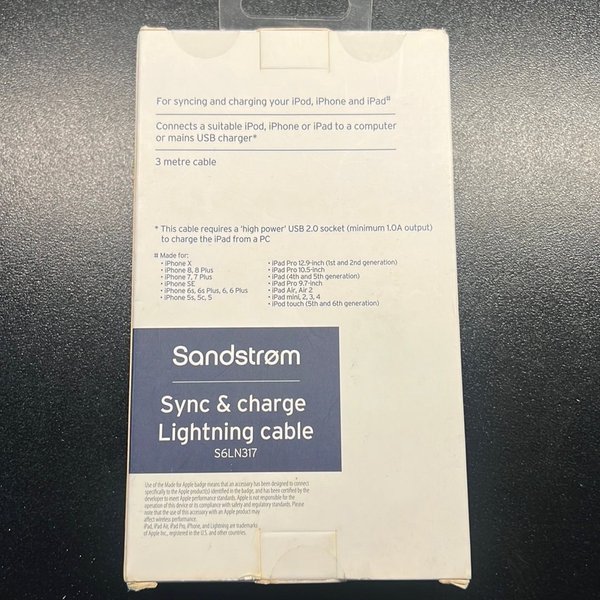 For syncing and charging your iPod, iPhone and iPad#
Connects a suitable iPod, iPhone or iPad to a computer
or mains USB charger*
3 metre cable
* This cable requires a 'high power' USB 2.0 socket (minimum 1.0A output)
to charge the iPad from a PC
# Made for:
• iPhone X
• iPhone 8, 8 Plus
• iPhone 7, 7 Plus
• iPhone SE
• iPhone 6s, 6s Plus, 6, 6 Plus
• iPhone 5s, 5c, 5
• iPad Pro 12.9-inch (1st and 2nd generation)
• iPad Pro 10.5-inch
• iPad (4th and 5th generation)
• iPad Pro 9.7-inch
• iPad Air, Air 2
• iPad mini, 2, 3, 4
• iPod touch (5th and 6th generation)
Sandstrøm
Sync & charge
Lightning cable
S6LN317
Use of the Made for Apple badge means that an accessory has been designed to connect
specifically to the Apple product(s) identified in the badge, and has been certified by the
developer to meet Apple performance standards. Apple is not responsible for the
operation of this device or its compliance with safety and regulatory standards. Please
note that the use of this accessory with an Apple product may
affect wireless performance.
iPad, iPad Air, iPad Pro, iPhone, and Lightning are trademarks
of Apple Inc., registered in the U.S. and other countries.